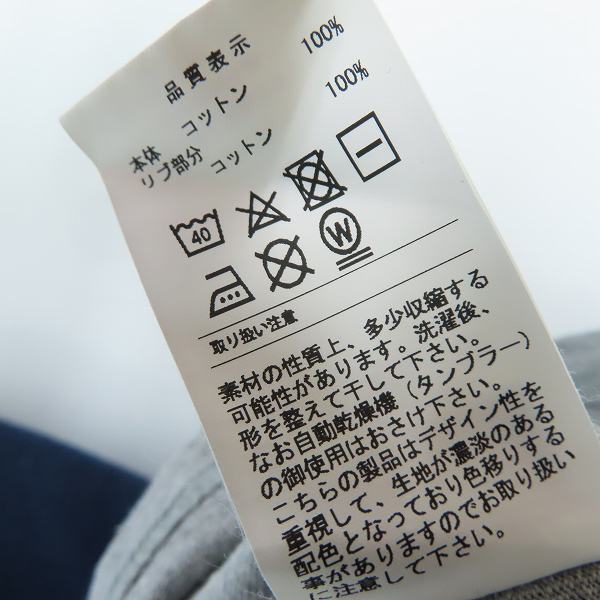 品質表示
本体 コットン 100%
リブ部分 コットン 100%
40
W
取り扱い注意
素材の性質上、多少収縮する
可能性があります。洗濯後、
形を整えて干して下さい。
なお自動乾燥機（タンブラー）
の御使用はおさけ下さい。
こちらの製品はデザイン性を
重視して、生地が濃淡のある
配色となっており色移りする
事がありますのでお取り扱い
に注意して下さい。